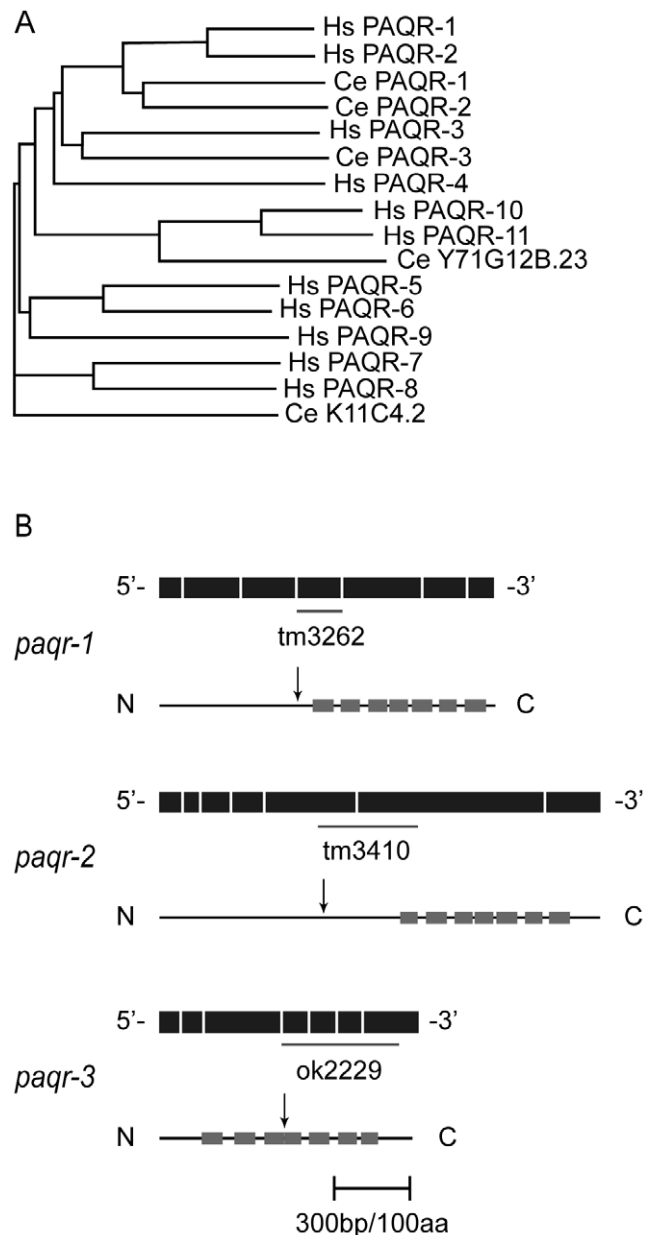 A
Hs PAQR-1
Hs PAQR-2
Ce PAQR-1
Ce PAQR-2
Hs PAQR-3
Ce PAQR-3
Hs PAQR-4
Hs PAQR-10
Hs PAQR-11
Ce Y71G12B.23
Hs PAQR-5
Hs PAQR-6
Hs PAQR-9
Hs PAQR-7
Hs PAQR-8
Ce K11C4.2
B
5'- -3'
paqr-1
tm3262
N C
5'- -3'
paqr-2
tm3410
N C
5'- -3'
paqr-3
ok2229
N C
300bp/100aa